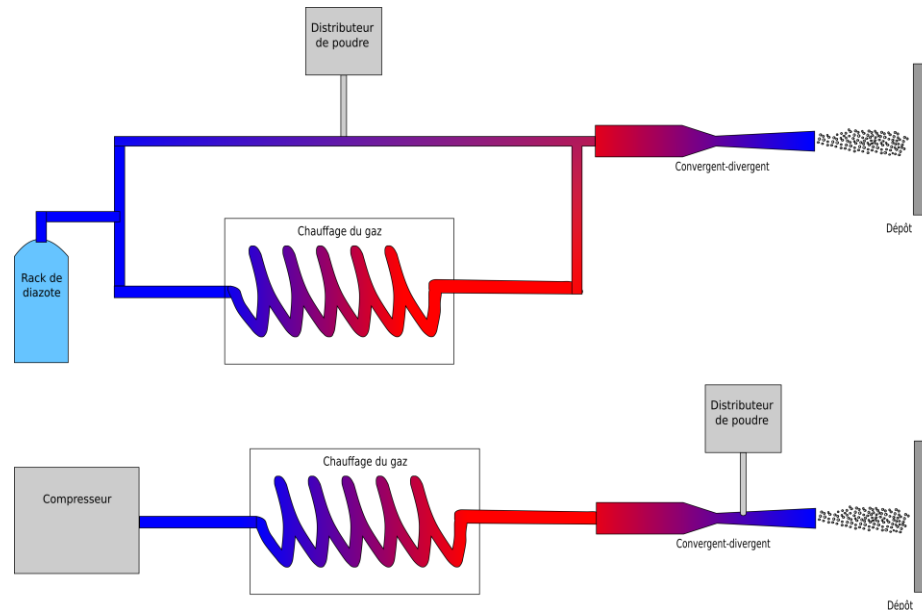 Distributeur
de poudre
Convergent-divergent
Dépôt
Chauffage du gaz
Rack de
diazote
Distributeur
de poudre
Chauffage du gaz
Compresseur
Convergent-divergent
Dépôt